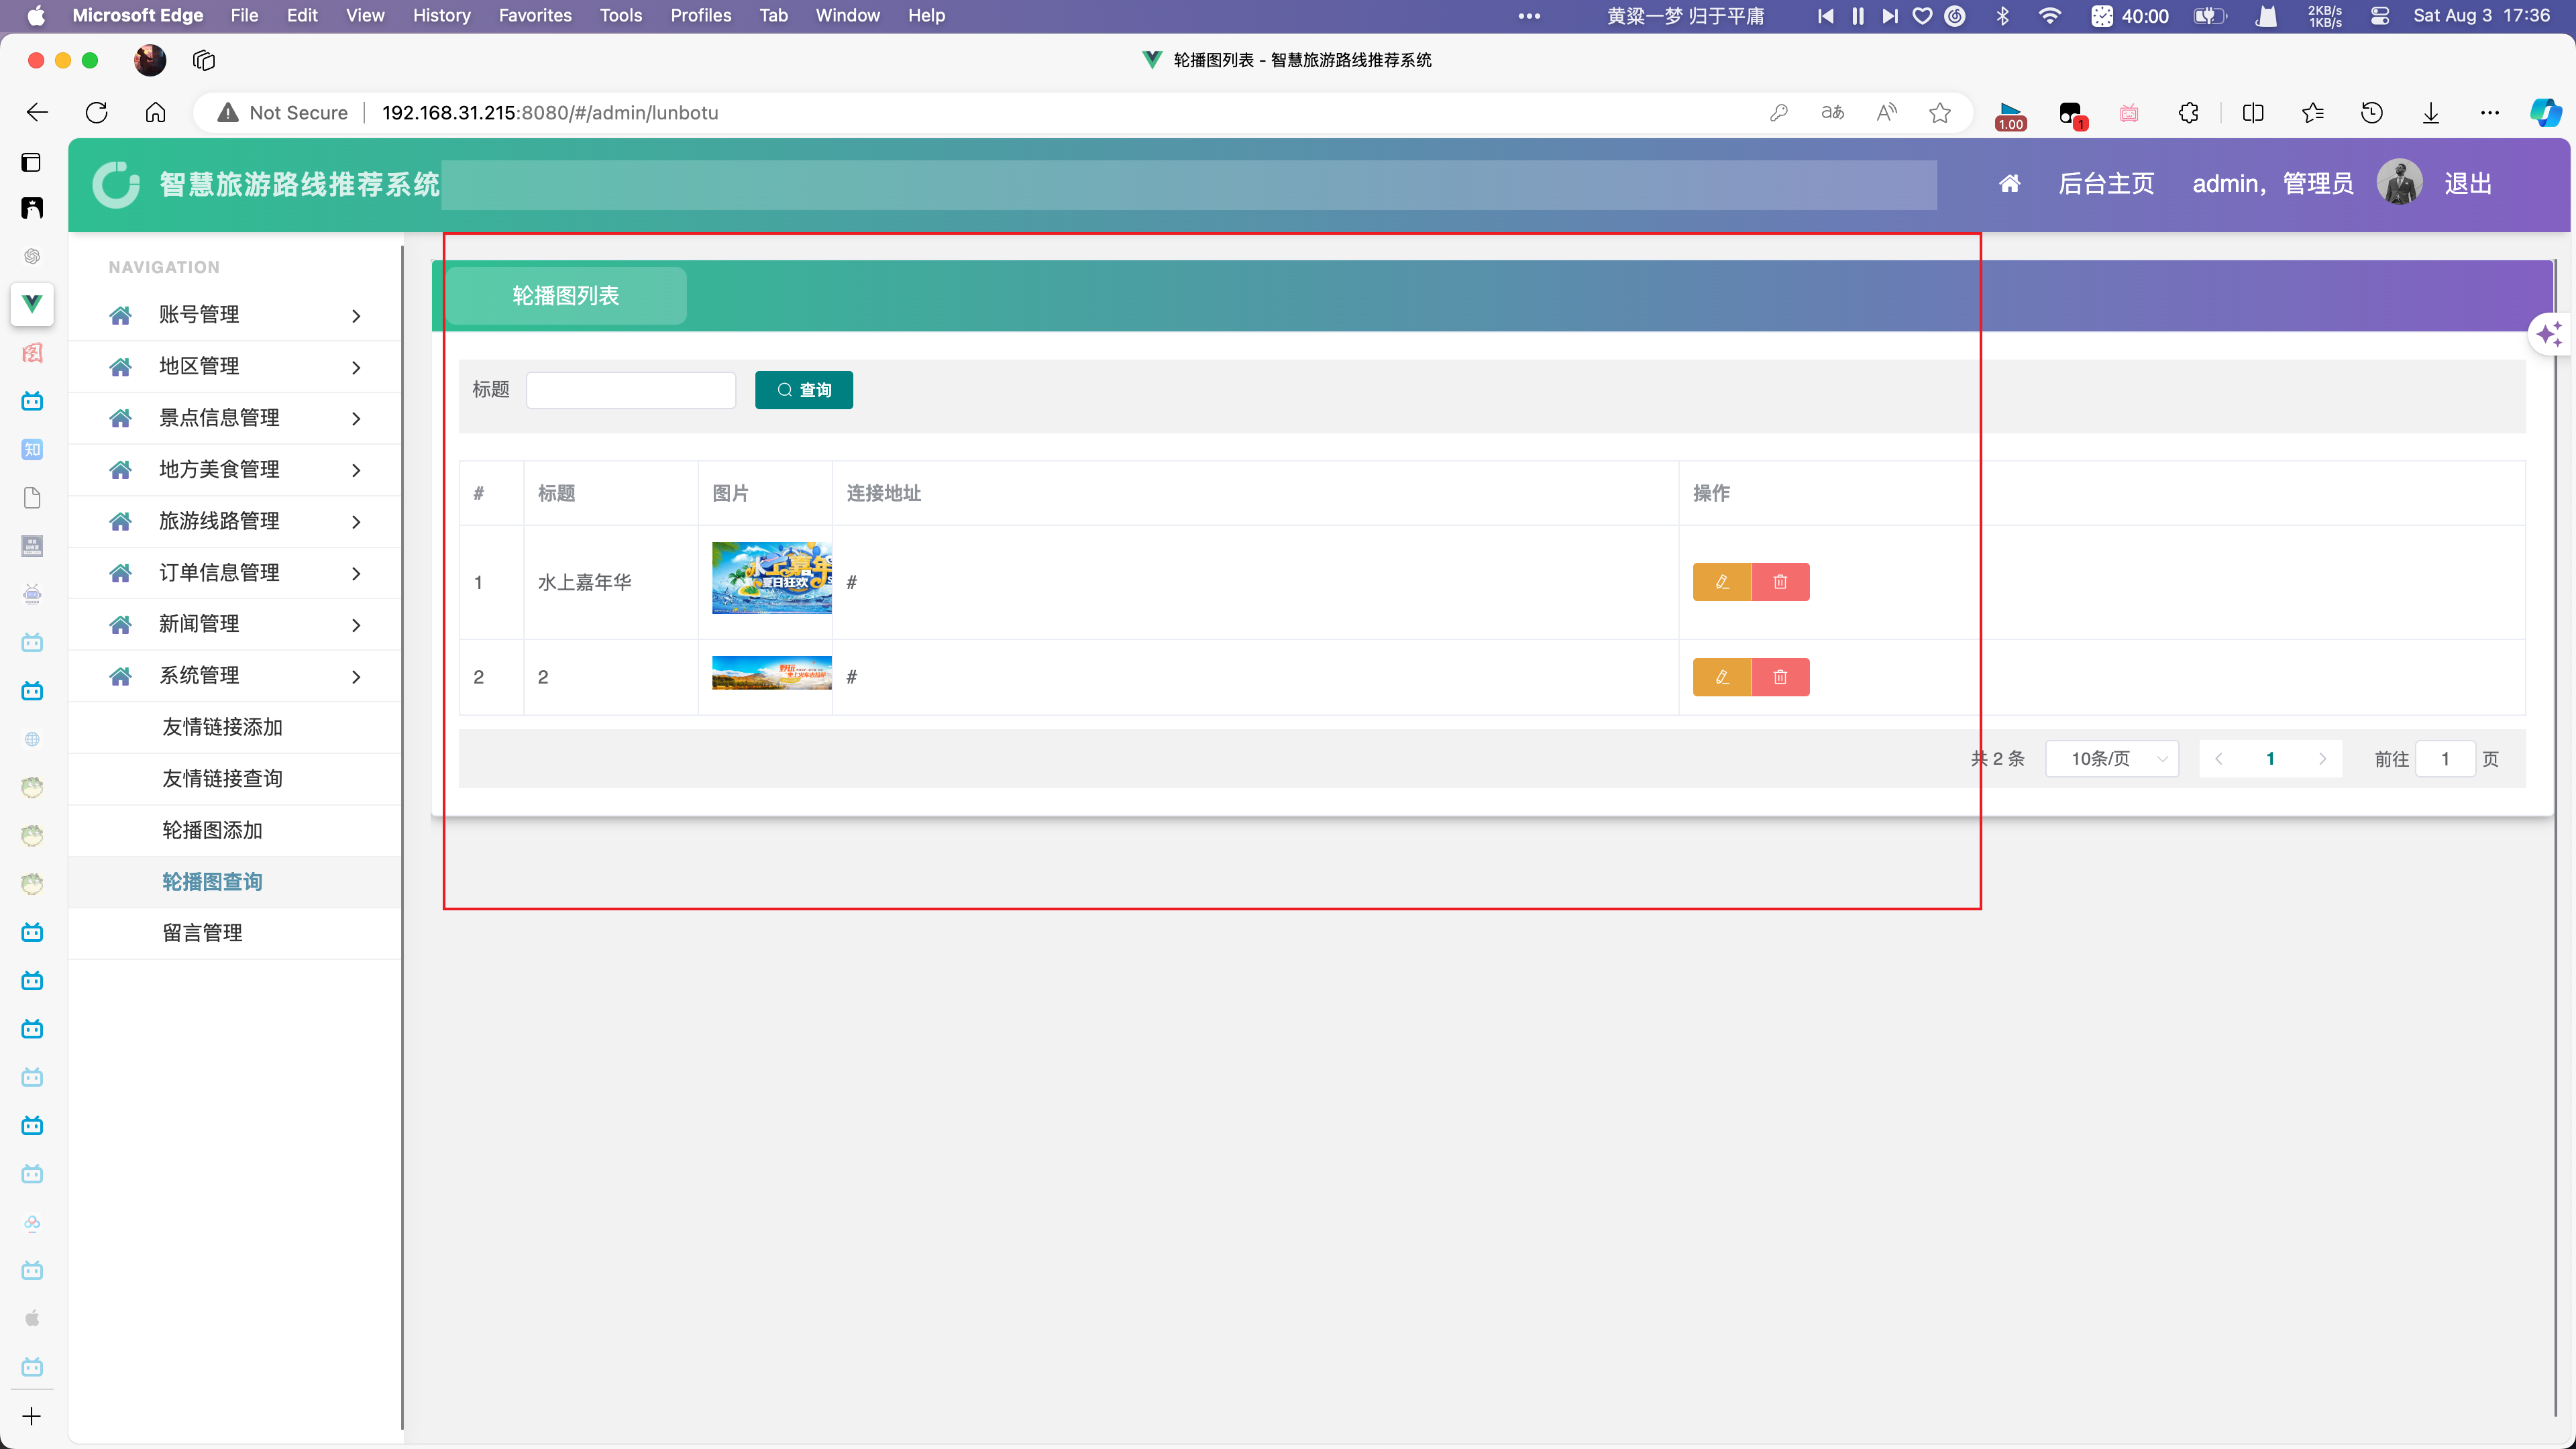 Microsoft Edge File Edit View History Favorites Tools Profiles Tab Window Help ••• 黄粱一梦 归于平庸 40:00 2KB/s 1KB/s Sat Aug 3 17:36
轮播图列表 - 智慧旅游路线推荐系统
Not Secure 192.168.31.215:8080/#/admin/lunbotu aあ A 1.00 1
智慧旅游路线推荐系统 后台主页 admin，管理员 退出
NAVIGATION
账号管理
地区管理
景点信息管理
地方美食管理
旅游线路管理
订单信息管理
新闻管理
系统管理
友情链接添加
友情链接查询
轮播图添加
轮播图查询
留言管理
图
知
轮播图列表
标题 查询
# 标题 图片 连接地址 操作
1 水上嘉年华 #
水上嘉年
夏日狂欢
2 2 #
野玩
共 2 条 10条/页 1 前往 1 页